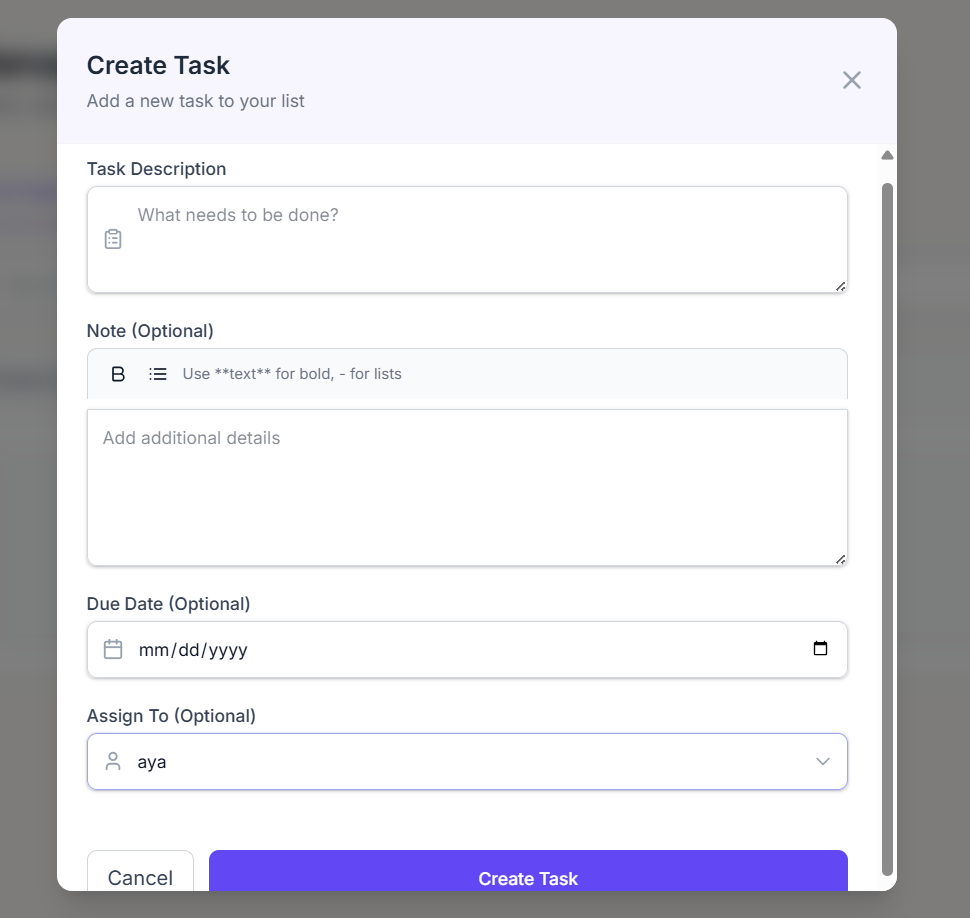 Create Task
Add a new task to your list
Task Description
What needs to be done?
Note (Optional)
B
Use **text** for bold, - for lists
Add additional details
Due Date (Optional)
mm/dd/yyyy
Assign To (Optional)
aya
Cancel
Create Task